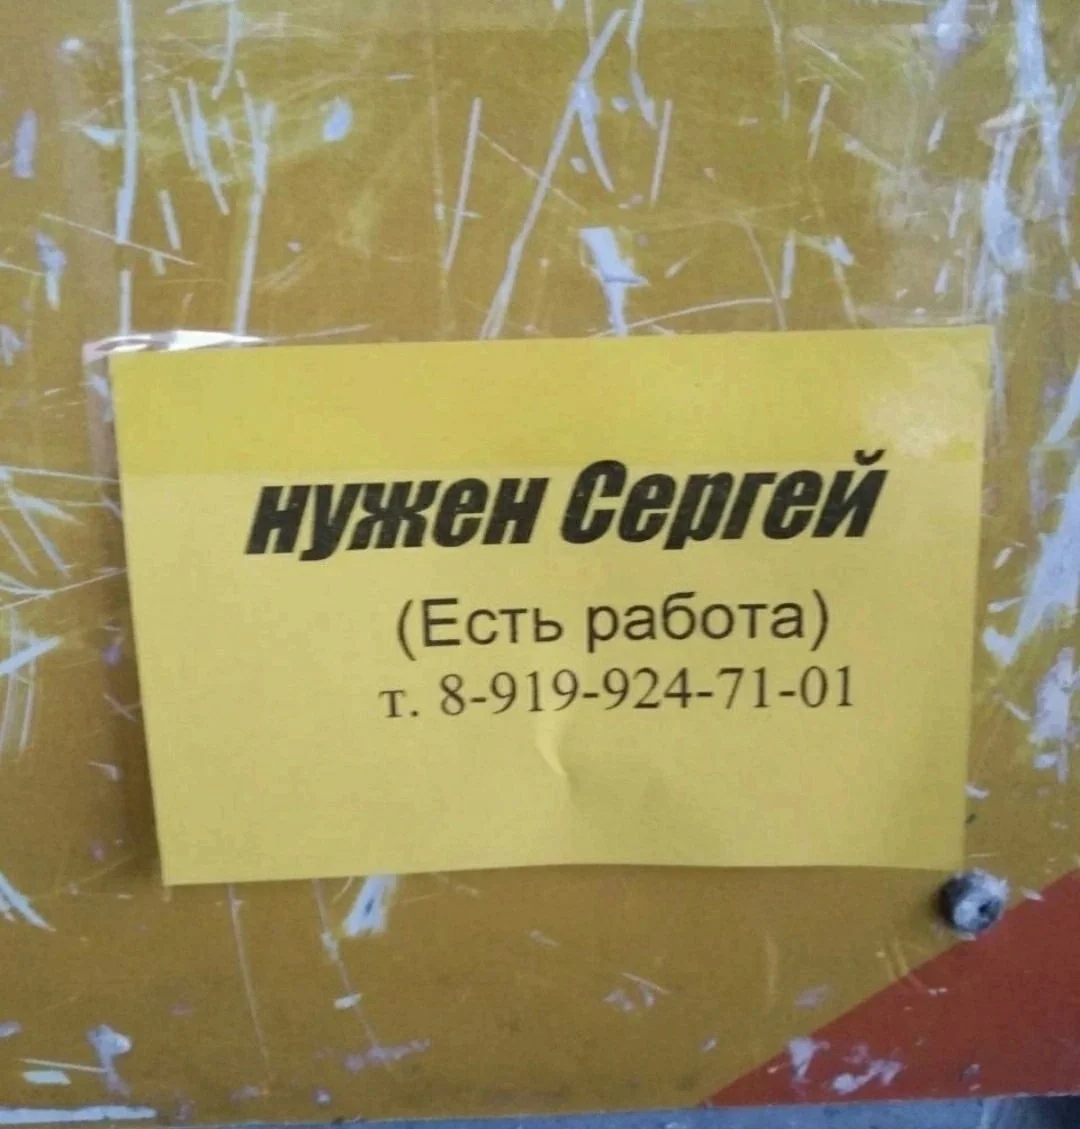 нужен Сергей
(Есть работа)
т. 8-919-924-71-01